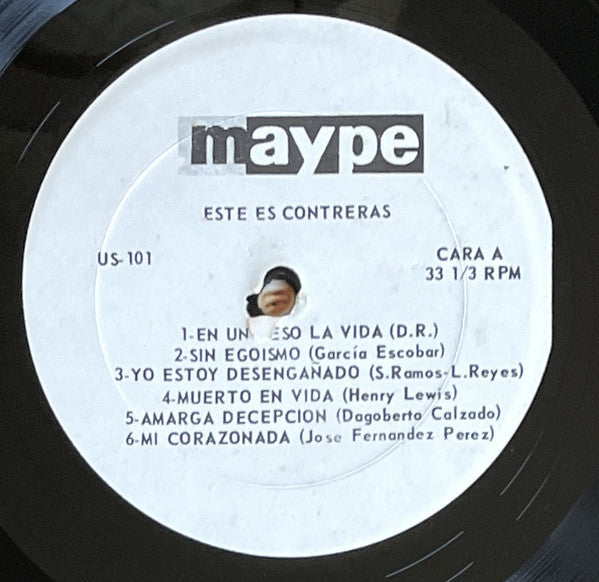 maype
ESTE ES CONTRERAS
US-101
CARA A
33 1/3 RPM
1-EN UN ESO LA VIDA (D.R.)
2-SIN EGOISMO (García Escobar)
3-YO ESTOY DESENGAÑADO (S.Ramos-L.Reyes)
4-MUERTO EN VIDA (Henry Lewis)
5-AMARGA DECEPCION (Dagoberto Calzado)
6-MI CORAZONADA (Jose Fernandez Perez)